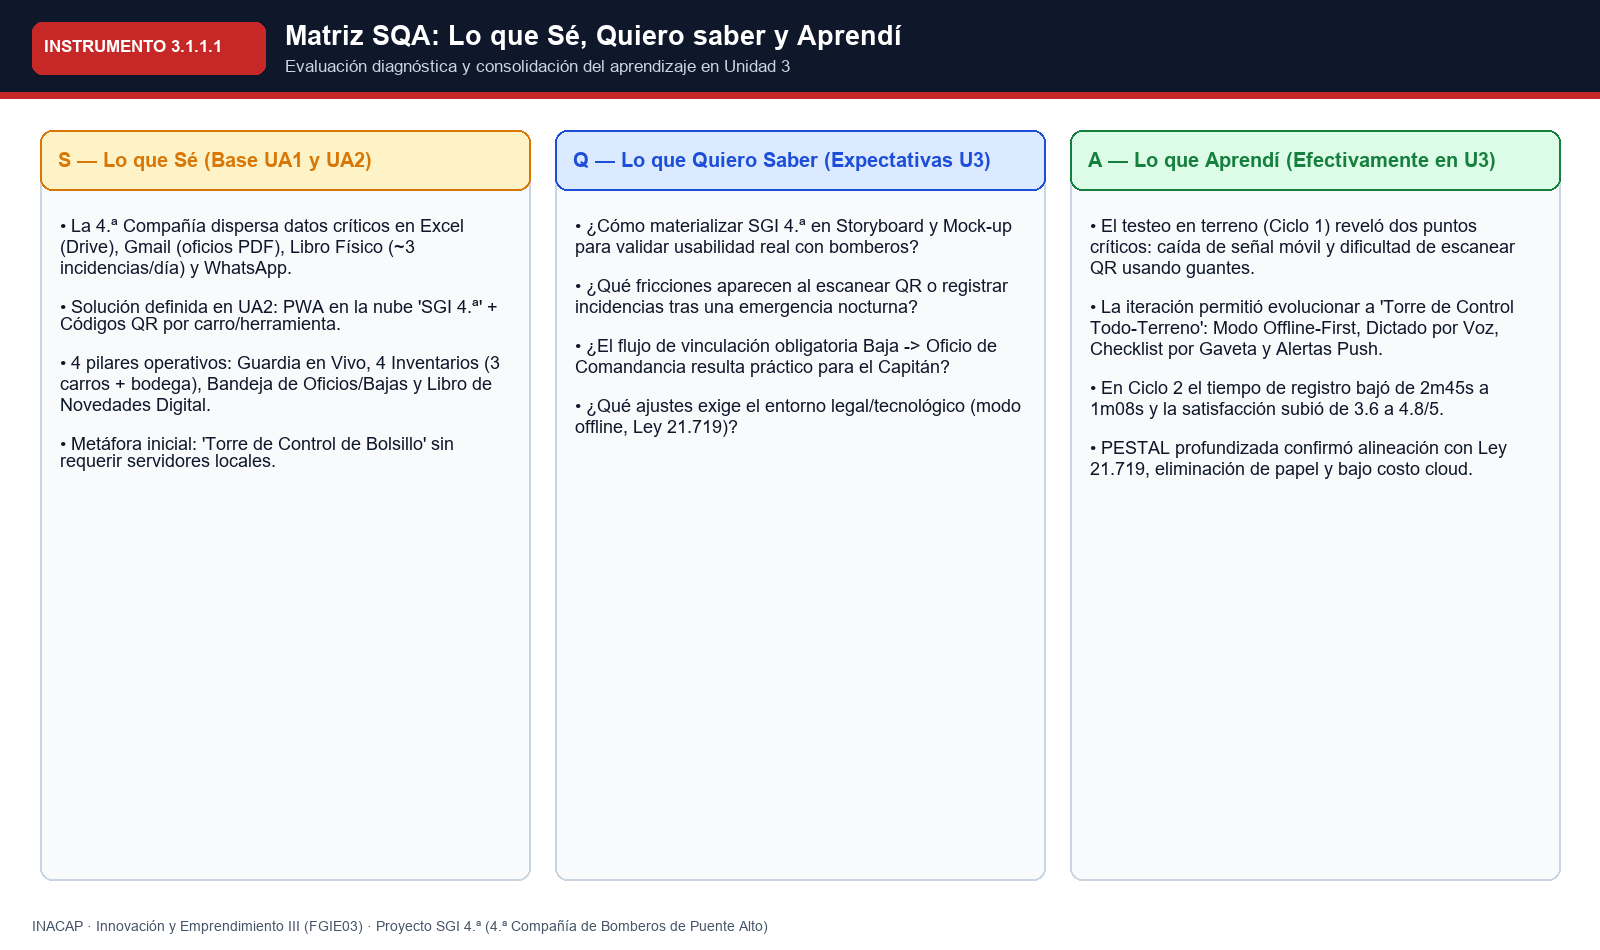 INSTRUMENTO 3.1.1.1
Matriz SQA: Lo que Sé, Quiero saber y Aprendí
Evaluación diagnóstica y consolidación del aprendizaje en Unidad 3
S — Lo que Sé (Base UA1 y UA2)
• La 4.ª Compañía dispersa datos críticos en Excel
(Drive), Gmail (oficios PDF), Libro Físico (~3
incidencias/día) y WhatsApp.
• Solución definida en UA2: PWA en la nube 'SGI 4.ª' +
Códigos QR por carro/herramienta.
• 4 pilares operativos: Guardia en Vivo, 4 Inventarios (3
carros + bodega), Bandeja de Oficios/Bajas y Libro de
Novedades Digital.
• Metáfora inicial: 'Torre de Control de Bolsillo' sin
requerir servidores locales.
Q — Lo que Quiero Saber (Expectativas U3)
• ¿Cómo materializar SGI 4.ª en Storyboard y Mock-up
para validar usabilidad real con bomberos?
• ¿Qué fricciones aparecen al escanear QR o registrar
incidencias tras una emergencia nocturna?
• ¿El flujo de vinculación obligatoria Baja -> Oficio de
Comandancia resulta práctico para el Capitán?
• ¿Qué ajustes exige el entorno legal/tecnológico (modo
offline, Ley 21.719)?
A — Lo que Aprendí (Efectivamente en U3)
• El testeo en terreno (Ciclo 1) reveló dos puntos
críticos: caída de señal móvil y dificultad de escanear
QR usando guantes.
• La iteración permitió evolucionar a 'Torre de Control
Todo-Terreno': Modo Offline-First, Dictado por Voz,
Checklist por Gaveta y Alertas Push.
• En Ciclo 2 el tiempo de registro bajó de 2m45s a
1m08s y la satisfacción subió de 3.6 a 4.8/5.
• PESTAL profundizada confirmó alineación con Ley
21.719, eliminación de papel y bajo costo cloud.
INACAP · Innovación y Emprendimiento III (FGIE03) · Proyecto SGI 4.ª (4.ª Compañía de Bomberos de Puente Alto)